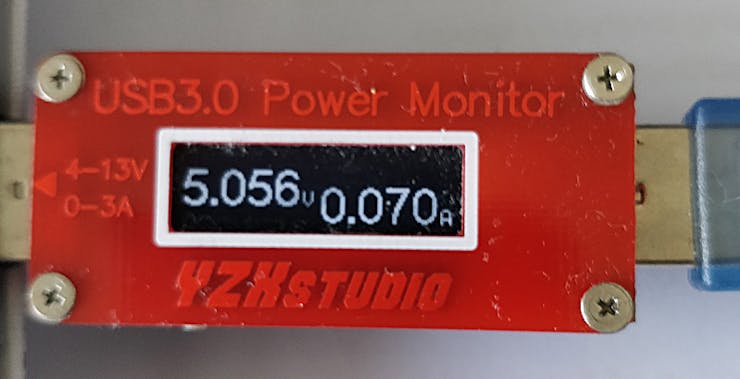 USB3.0 Power Monitor
4-13V
0-3A
5.056V 0.070A
YZXSTUDIO